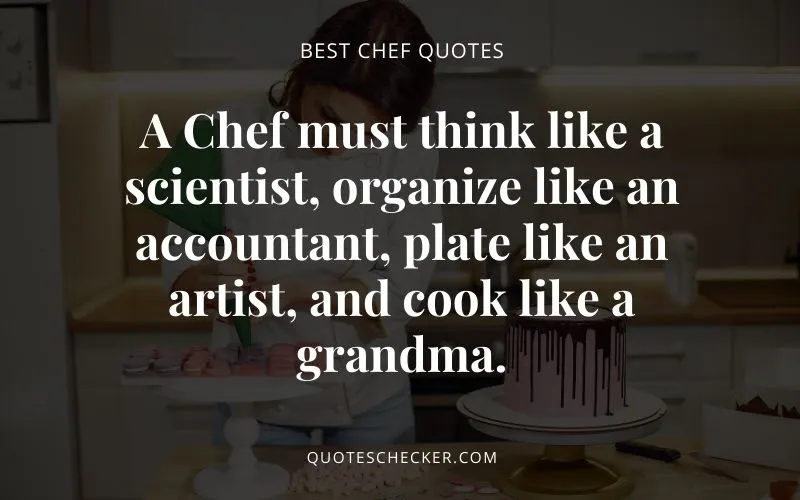 BEST CHEF QUOTES
A Chef must think like a
scientist, organize like an
accountant, plate like an
artist, and cook like a
grandma.
QUOTESCHECKER.COM